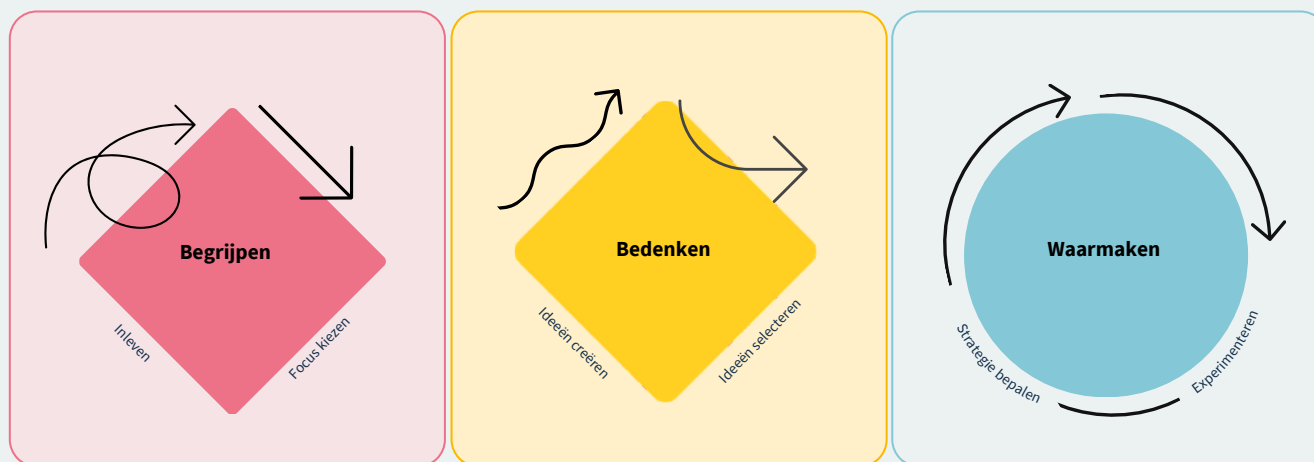 Begrijpen
Inleven
Focus kiezen
Bedenken
Ideeën creëren
Ideeën selecteren
Waarmaken
Strategie bepalen
Experimenteren